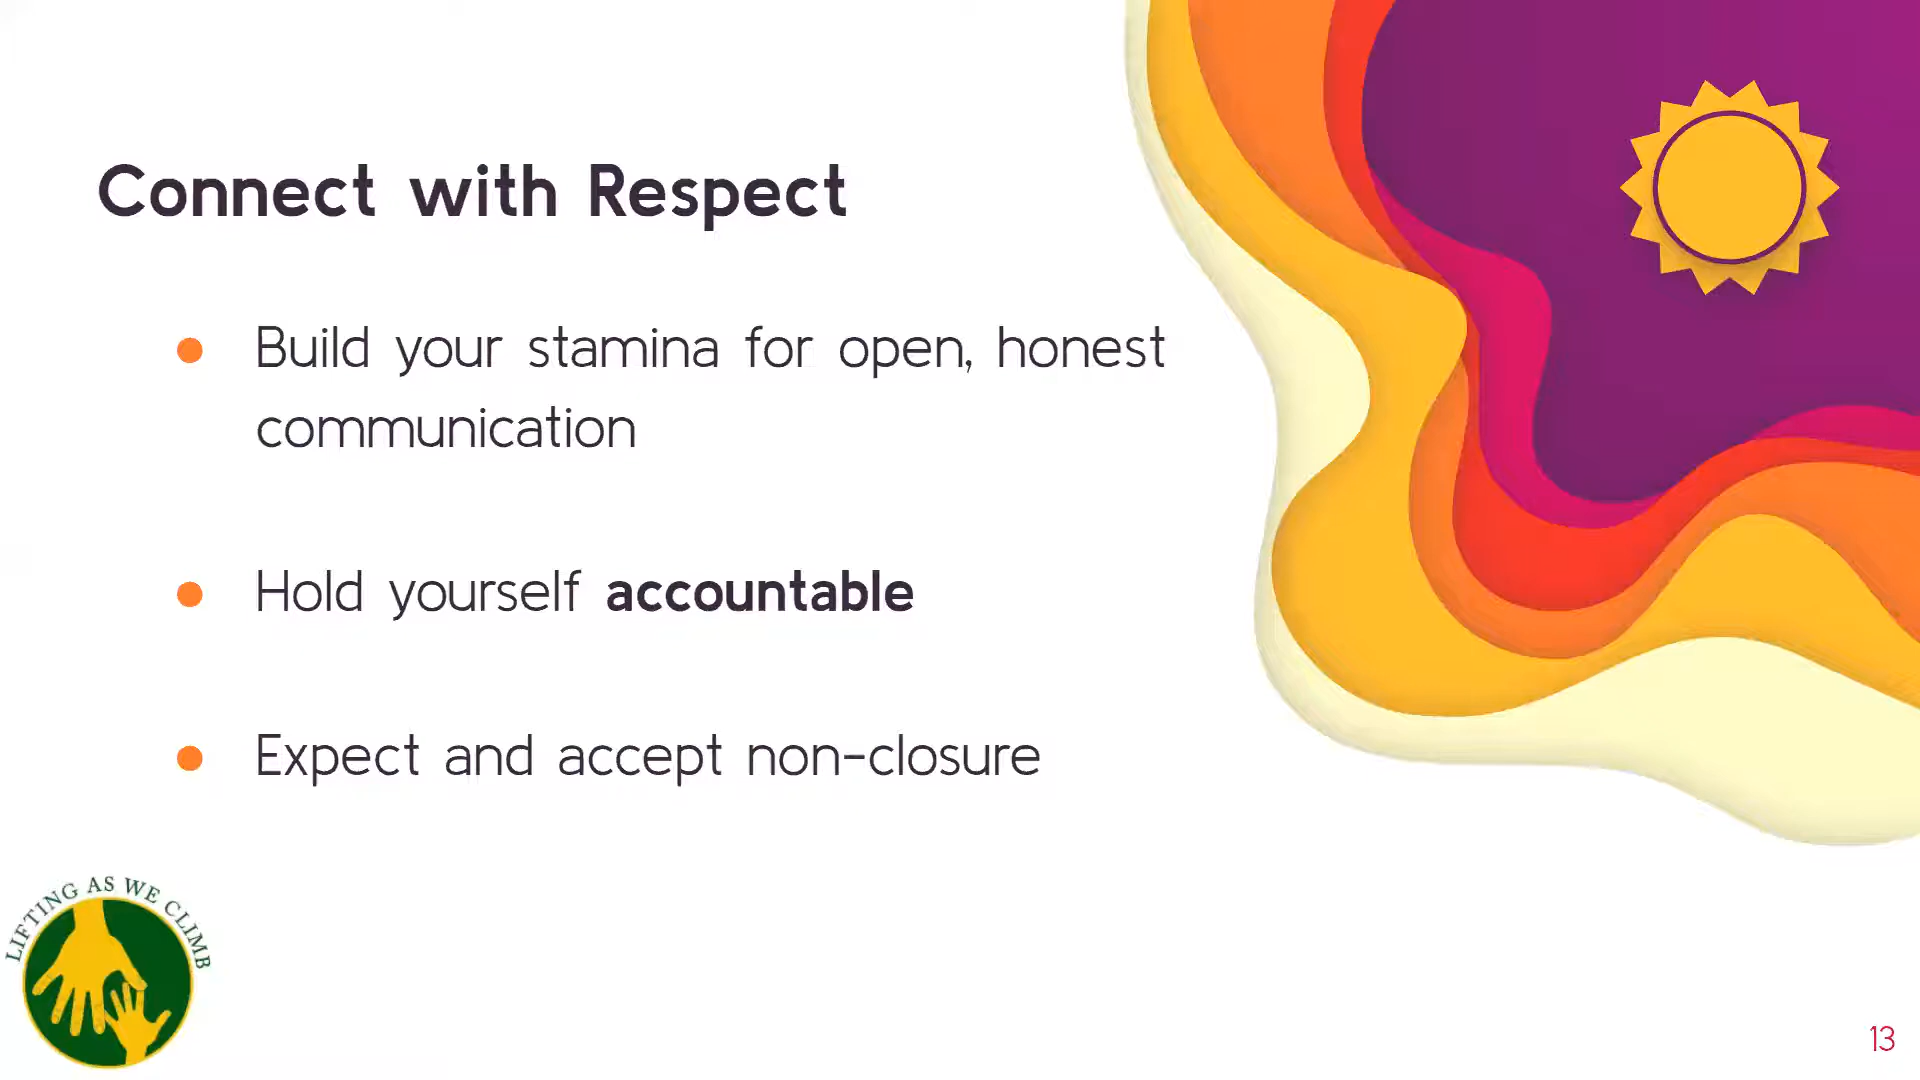 Connect with Respect
Build your stamina for open, honest
communication
Hold yourself accountable
Expect and accept non-closure
LIFTING AS WE CLIMB
13